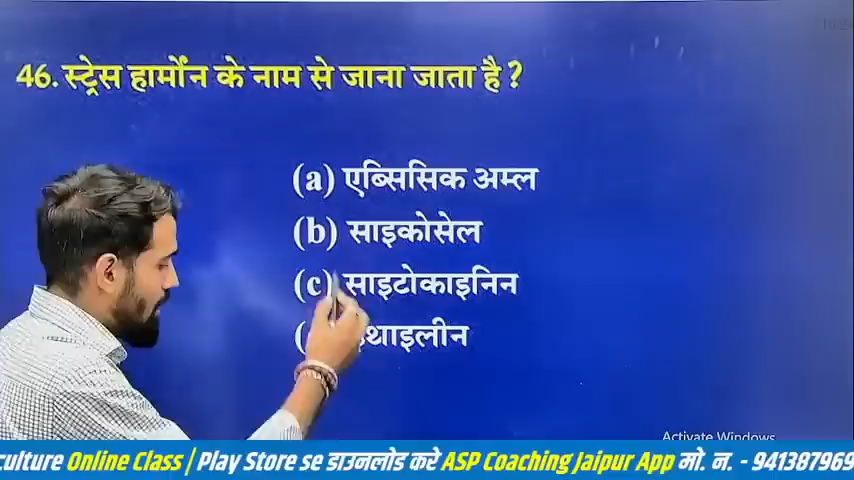 46. स्ट्रेस हार्मोन के नाम से जाना जाता है ?
(a) एब्सिसिक अम्ल
(b) साइकोसेल
(c) साइटोकाइनिन
थाइलीन
Activate Windows
culture Online Class | Play Store se डाउनलोड करे ASP Coaching Jaipur App मो. न. - 941387969